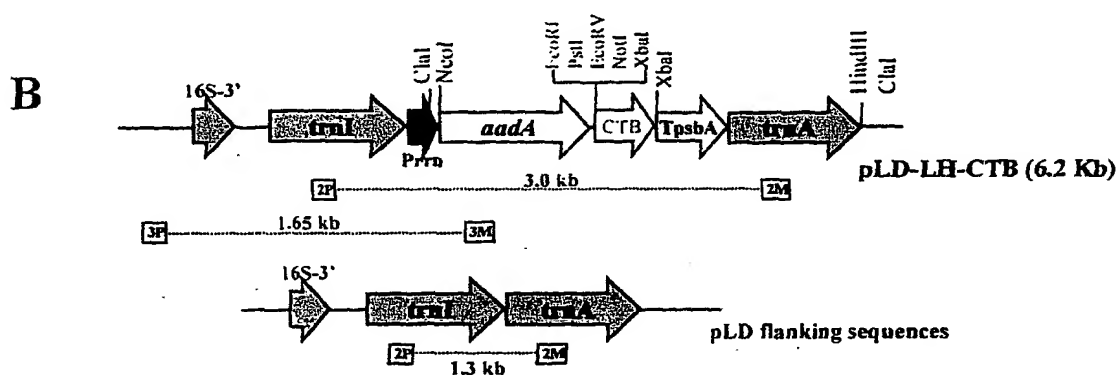 B
EcoRI
PstI
EcoRV
NotI
XbaI
ClaI
NcoI
XbaI
HindIII
ClaI
16S-3'
trnI
Prrn
aadA
CTB
TpsbA
trnA
pLD-LH-CTB (6.2 Kb)
2P 3.0 kb 2M
3P 1.65 kb 3M
16S-3'
trnI trnA
pLD flanking sequences
2P 1.3 kb 2M